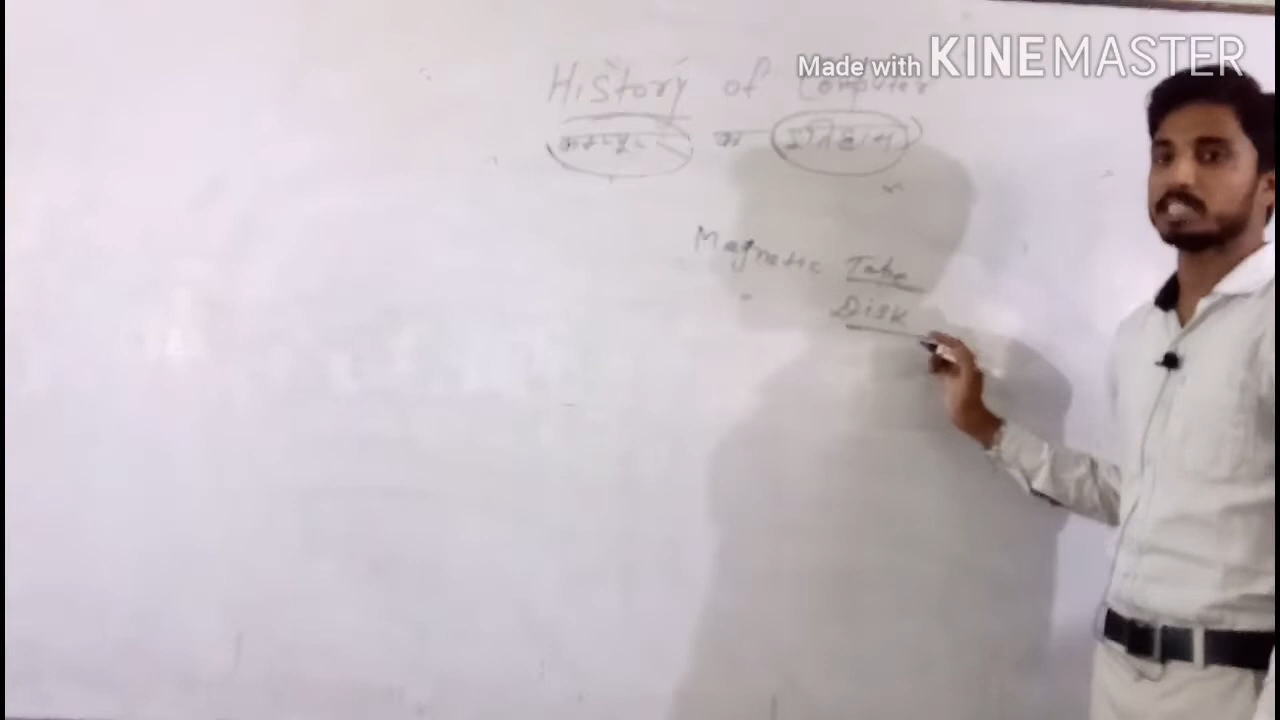 Made with KINEMASTER
History of Computer
कम्प्यूटर का इतिहास
Magnetic Tape
" Disk